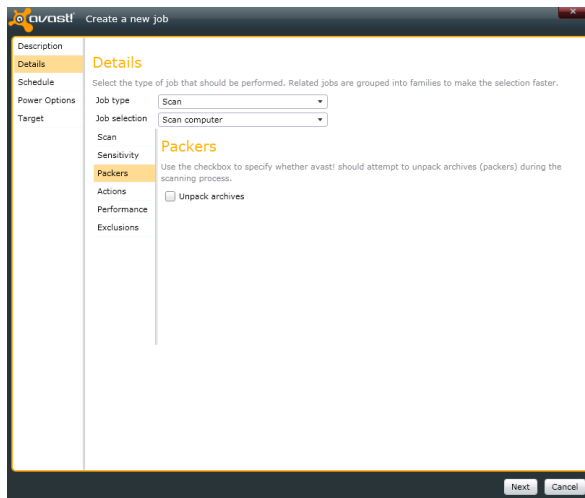 avast! Create a new job
Description
Details
Schedule
Power Options
Target
Details
Select the type of job that should be performed. Related jobs are grouped into families to make the selection faster.
Job type Scan
Job selection Scan computer
Scan
Sensitivity
Packers
Actions
Performance
Exclusions
Packers
Use the checkbox to specify whether avast! should attempt to unpack archives (packers) during the
scanning process.
Unpack archives
Next Cancel